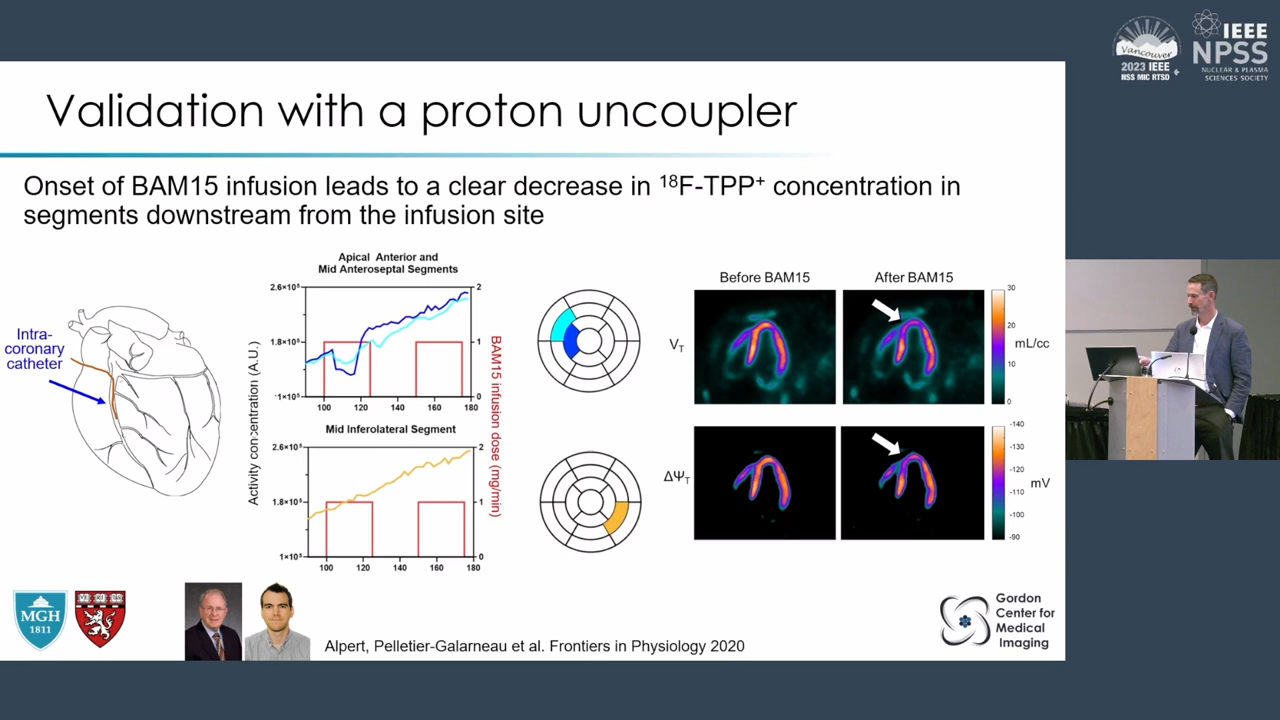 Vancouver
2023 IEEE
NSS MIC RTSD
IEEE
NPSS
NUCLEAR & PLASMA
SCIENCES SOCIETY
Validation with a proton uncoupler
Onset of BAM15 infusion leads to a clear decrease in ¹⁸F-TPP⁺ concentration in
segments downstream from the infusion site
Intra-
coronary
catheter
Activity concentration (A.U.)
Apical Anterior and
Mid Anteroseptal Segments
2.6×10⁵
1.8×10⁵
1×10⁵
2
1
0
100 120 140 160 180
Mid Inferolateral Segment
2.6×10⁵
1.8×10⁵
1×10⁵
2
1
0
100 120 140 160 180
BAM15 infusion dose (mg/min)
Before BAM15
After BAM15
V_T
30
20
10
0
mL/cc
ΔΨ_T
-140
-130
-120
-110
-100
-90
mV
MGH
1811
Alpert, Pelletier-Galarneau et al. Frontiers in Physiology 2020
Gordon
Center for
Medical
Imaging